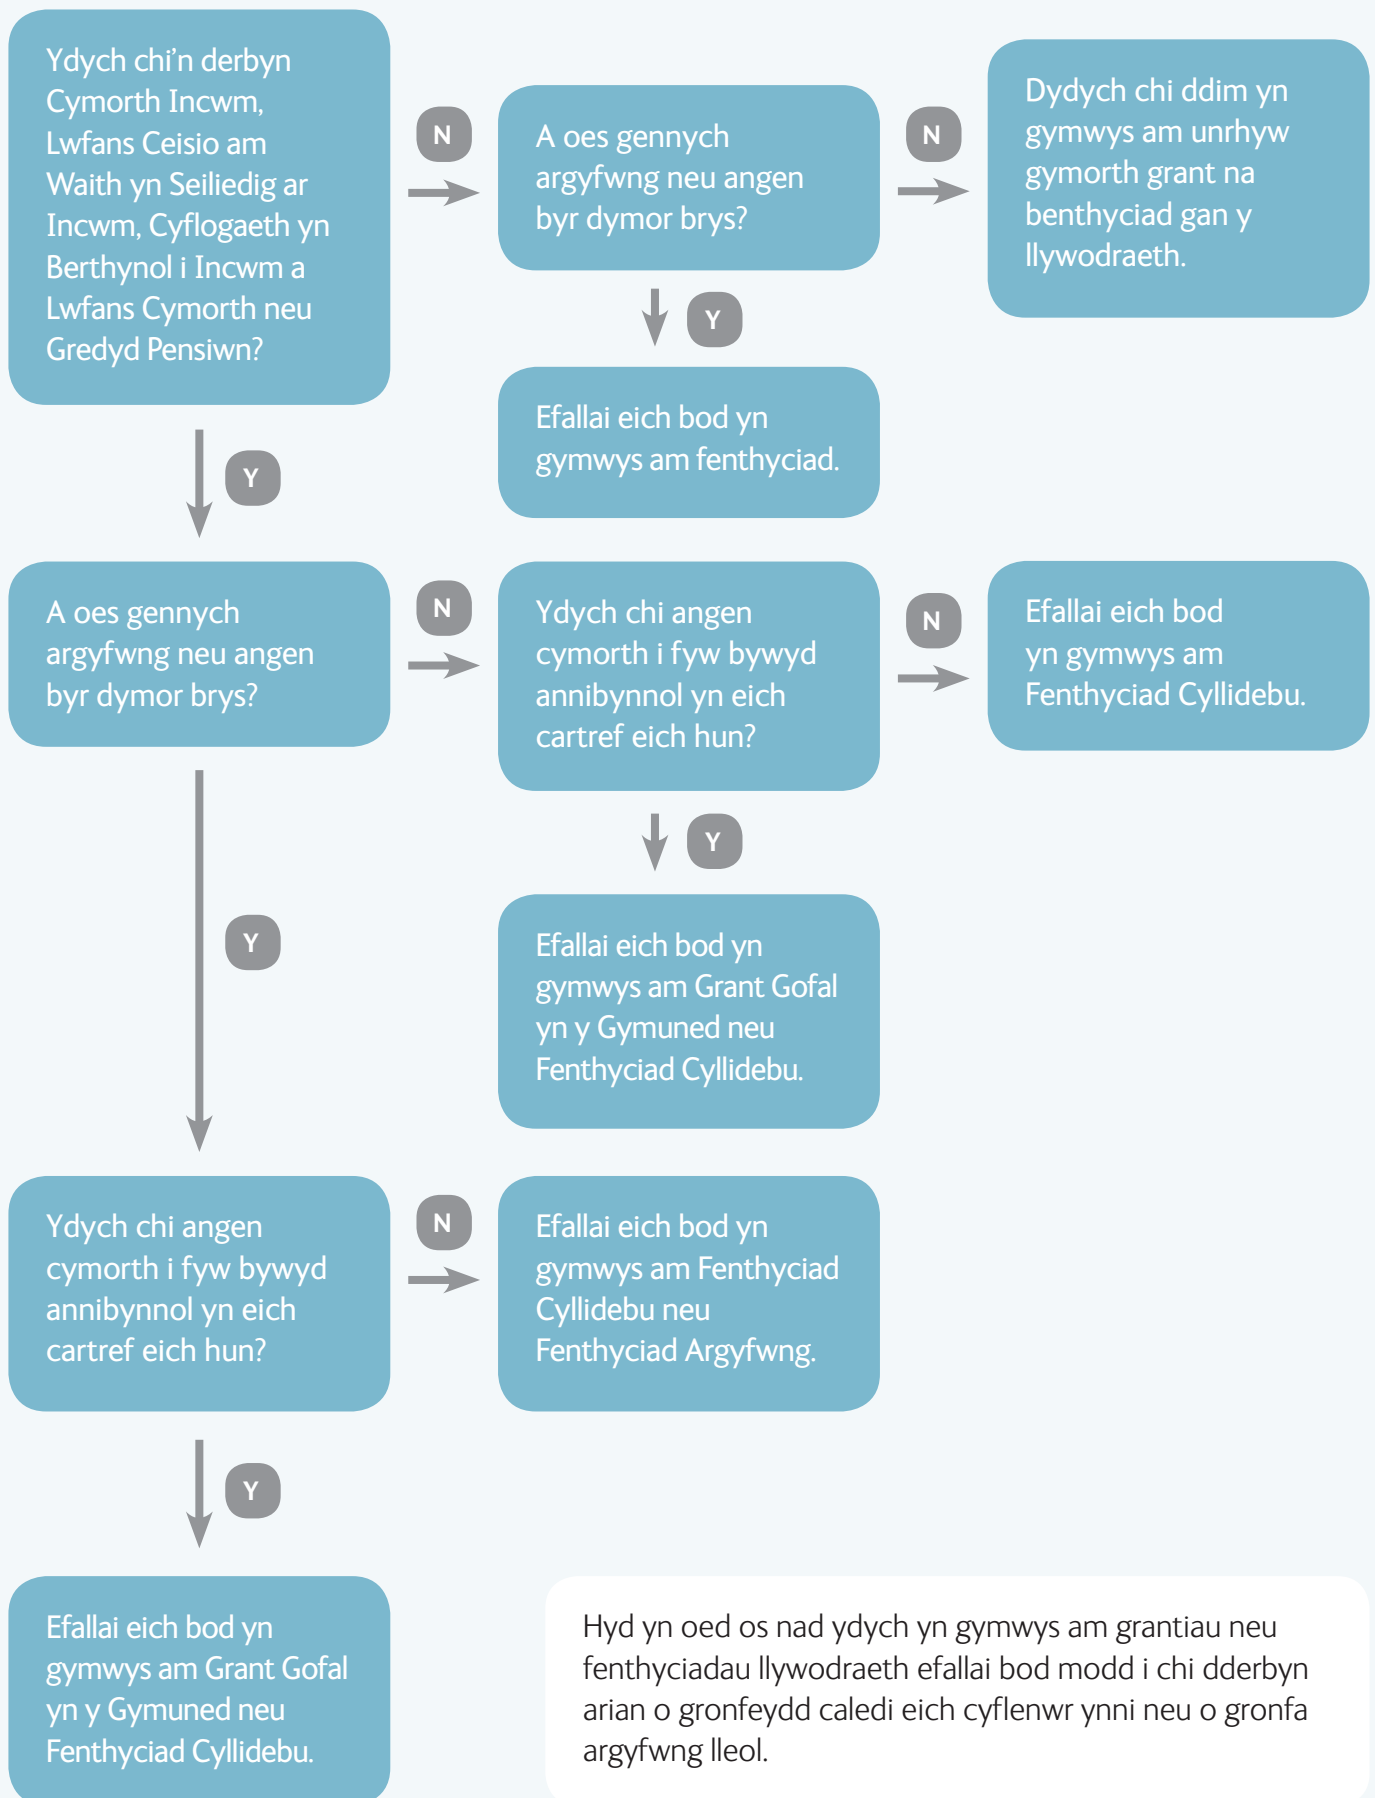 Ydych chi’n derbyn
Cymorth Incwm,
Lwfans Ceisio am
Waith yn Seiliedig ar
Incwm, Cyflogaeth yn
Berthynol i Incwm a
Lwfans Cymorth neu
Gredyd Pensiwn?
N
A oes gennych
argyfwng neu angen
byr dymor brys?
N
Dydych chi ddim yn
gymwys am unrhyw
gymorth grant na
benthyciad gan y
llywodraeth.
Y
Efallai eich bod yn
gymwys am fenthyciad.
Y
A oes gennych
argyfwng neu angen
byr dymor brys?
N
Ydych chi angen
cymorth i fyw bywyd
annibynnol yn eich
cartref eich hun?
N
Efallai eich bod
yn gymwys am
Fenthyciad Cyllidebu.
Y
Efallai eich bod yn
gymwys am Grant Gofal
yn y Gymuned neu
Fenthyciad Cyllidebu.
Y
Ydych chi angen
cymorth i fyw bywyd
annibynnol yn eich
cartref eich hun?
N
Efallai eich bod yn
gymwys am Fenthyciad
Cyllidebu neu
Fenthyciad Argyfwng.
Y
Efallai eich bod yn
gymwys am Grant Gofal
yn y Gymuned neu
Fenthyciad Cyllidebu.
Hyd yn oed os nad ydych yn gymwys am grantiau neu
fenthyciadau llywodraeth efallai bod modd i chi dderbyn
arian o gronfeydd caledi eich cyflenwr ynni neu o gronfa
argyfwng lleol.